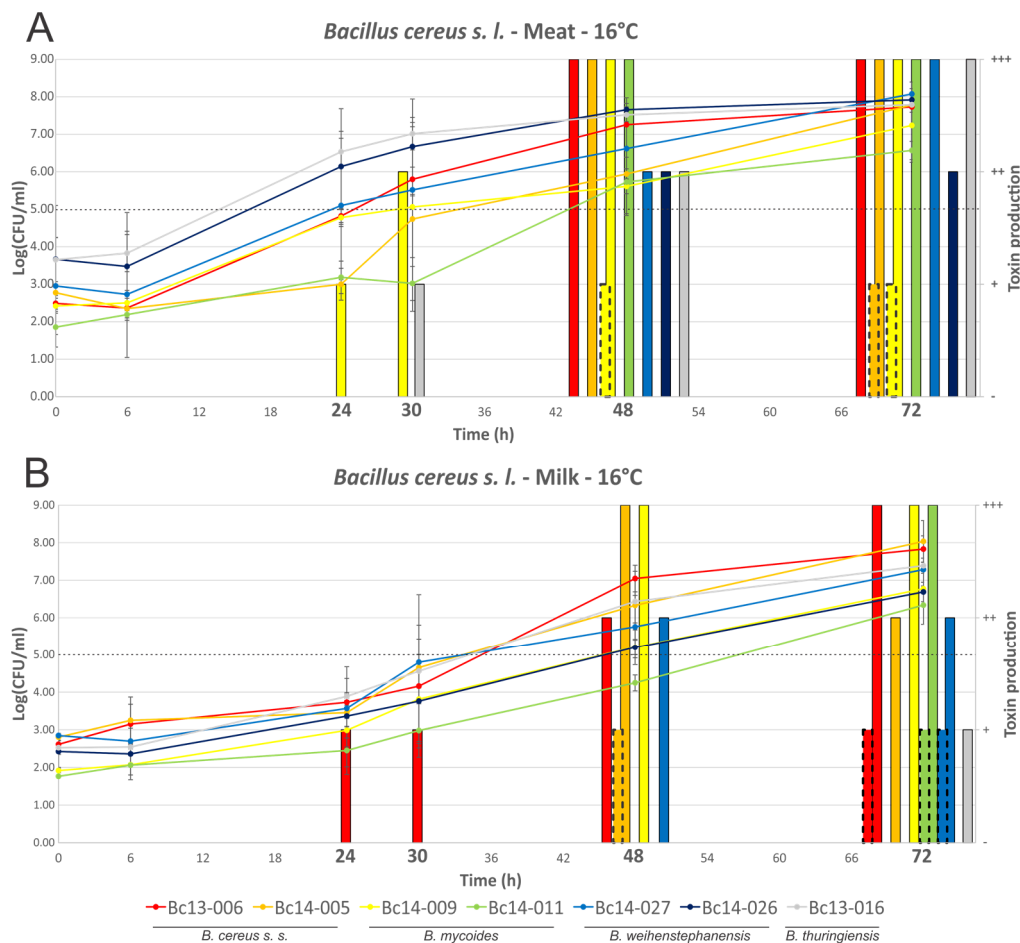 A
Bacillus cereus s. l. - Meat - 16°C
9.00
8.00
7.00
6.00
5.00
4.00
3.00
2.00
1.00
0.00
Log(CFU/ml)
+++
++
+
-
Toxin production
0 6 12 18 24 30 36 42 48 54 60 66 72
Time (h)
B
Bacillus cereus s. l. - Milk - 16°C
9.00
8.00
7.00
6.00
5.00
4.00
3.00
2.00
1.00
0.00
Log(CFU/ml)
+++
++
+
-
Toxin production
0 6 12 18 24 30 36 42 48 54 60 66 72
Time (h)
Bc13-006 Bc14-005 Bc14-009 Bc14-011 Bc14-027 Bc14-026 Bc13-016
B. cereus s. s. B. mycoides B. weihenstephanensis B. thuringiensis